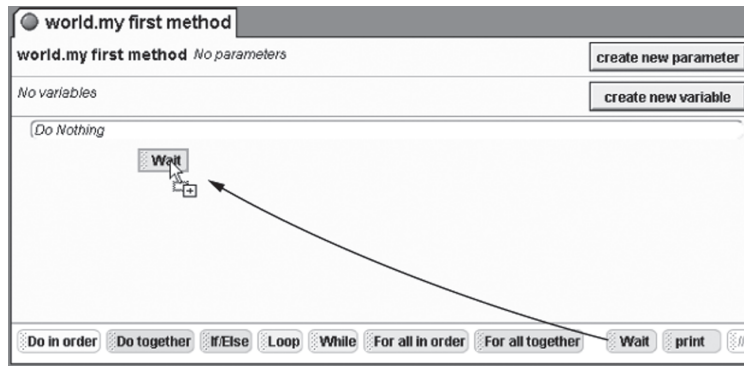 world.my first method
world.my first method No parameters
create new parameter
No variables
create new variable
Do Nothing
Wait
Do in order Do together If/Else Loop While For all in order For all together Wait print //